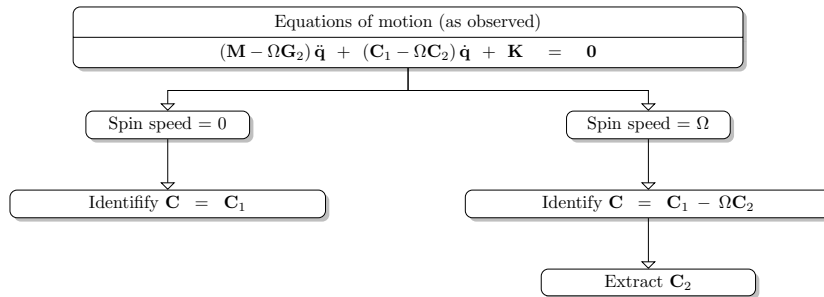 Equations of motion (as observed)
(M − ΩG₂) q̈ + (C₁ − ΩC₂) q̇ + K = 0
Spin speed = 0
Spin speed = Ω
Identifify C = C₁
Identify C = C₁ − ΩC₂
Extract C₂